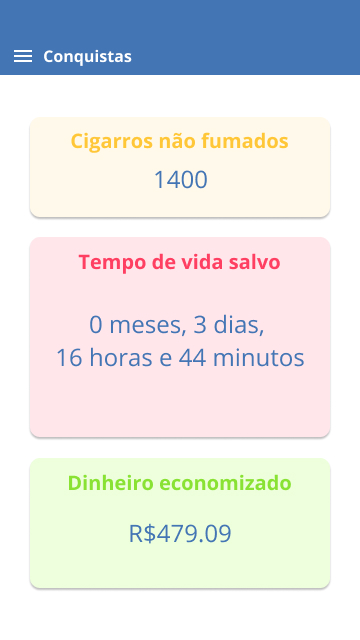 Conquistas
Cigarros não fumados
1400
Tempo de vida salvo
0 meses, 3 dias,
16 horas e 44 minutos
Dinheiro economizado
R$479.09